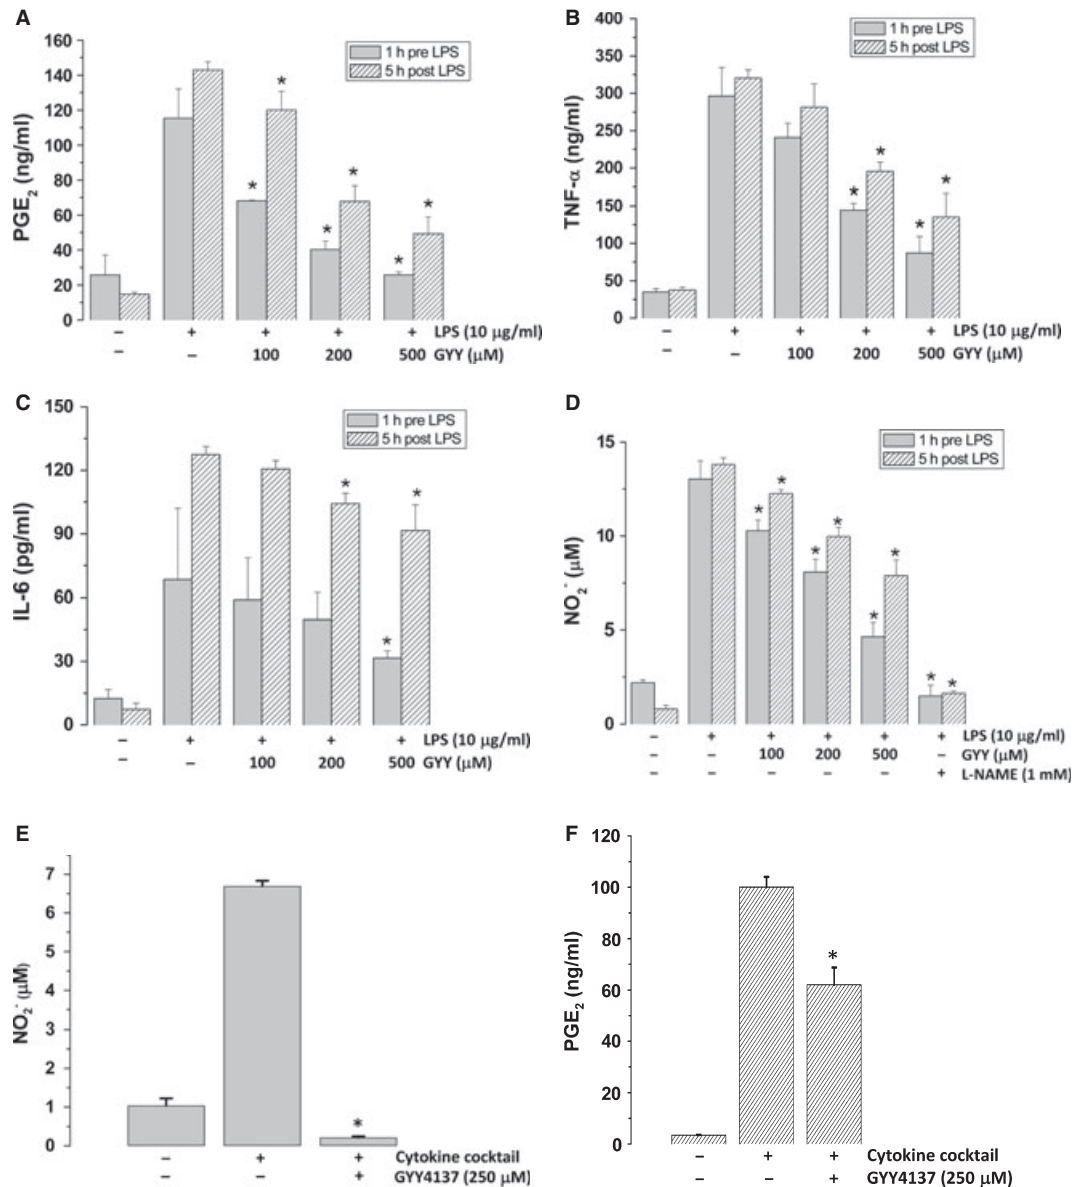 A
160
140
120
100
80
60
40
20
0
PGE2 (ng/ml)
1 h pre LPS
5 h post LPS
* * * * * *
– + + + + LPS (10 μg/ml)
– – 100 200 500 GYY (μM)
B
400
350
300
250
200
150
100
50
0
TNF-α (ng/ml)
1 h pre LPS
5 h post LPS
* * * *
– + + + + LPS (10 μg/ml)
– – 100 200 500 GYY (μM)
C
150
120
90
60
30
0
IL-6 (pg/ml)
1 h pre LPS
5 h post LPS
* * *
– + + + + LPS (10 μg/ml)
– – 100 200 500 GYY (μM)
D
15
10
5
0
NO2- (μM)
1 h pre LPS
5 h post LPS
* * * * * * * *
– + + + + + LPS (10 μg/ml)
– – 100 200 500 – GYY (μM)
– – – – – + L-NAME (1 mM)
E
7
6
5
4
3
2
1
0
NO2- (μM)
*
– + + Cytokine cocktail
– – + GYY4137 (250 μM)
F
120
100
80
60
40
20
0
PGE2 (ng/ml)
*
– + + Cytokine cocktail
– – + GYY4137 (250 μM)